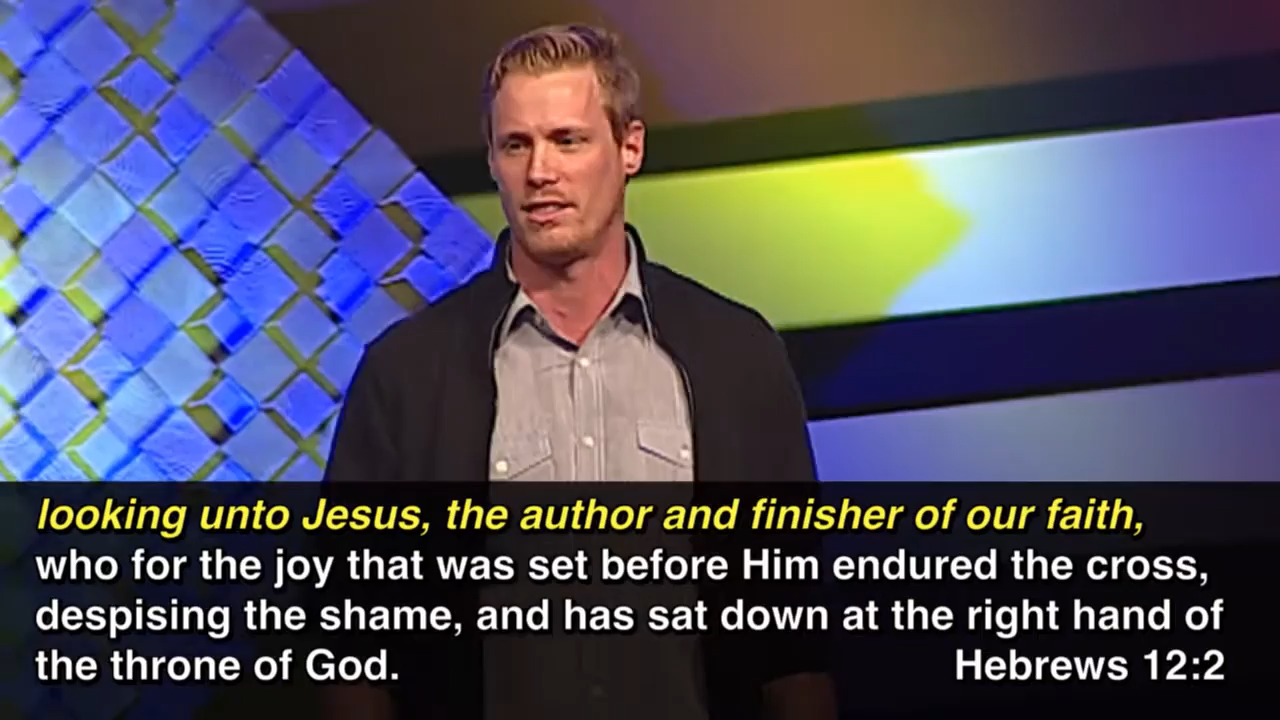 looking unto Jesus, the author and finisher of our faith,
who for the joy that was set before Him endured the cross,
despising the shame, and has sat down at the right hand of
the throne of God. Hebrews 12:2